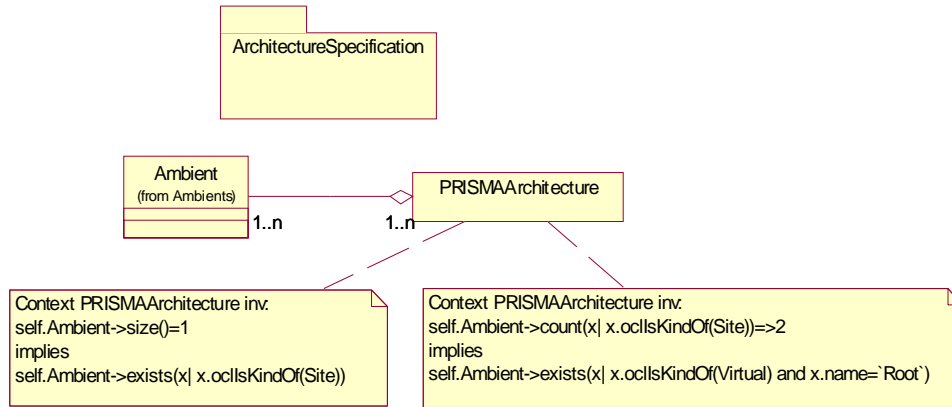 ArchitectureSpecification
Ambient
(from Ambients)
PRISMAArchitecture
1..n
1..n
Context PRISMAArchitecture inv:
self.Ambient->size()=1
implies
self.Ambient->exists(x| x.oclIsKindOf(Site))
Context PRISMAArchitecture inv:
self.Ambient->count(x| x.oclIsKindOf(Site))=>2
implies
self.Ambient->exists(x| x.oclIsKindOf(Virtual) and x.name=`Root`)